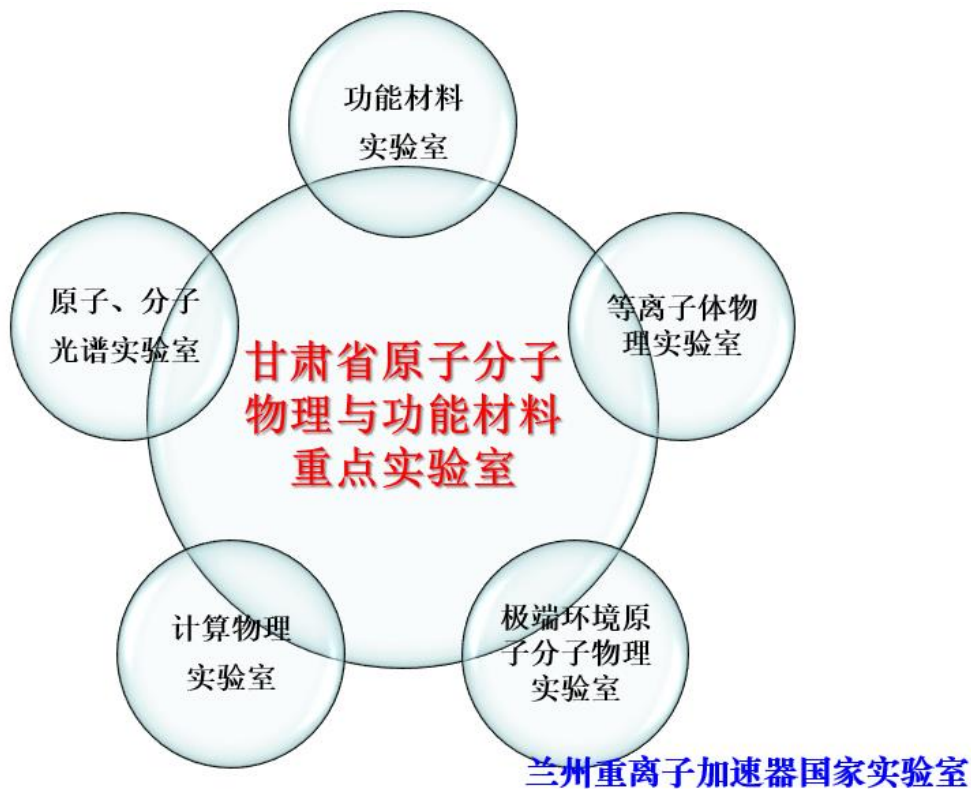 功能材料
实验室
原子、分子
光谱实验室
等离子体物
理实验室
甘肃省原子分子
物理与功能材料
重点实验室
计算物理
实验室
极端环境原
子分子物理
实验室
兰州重离子加速器国家实验室